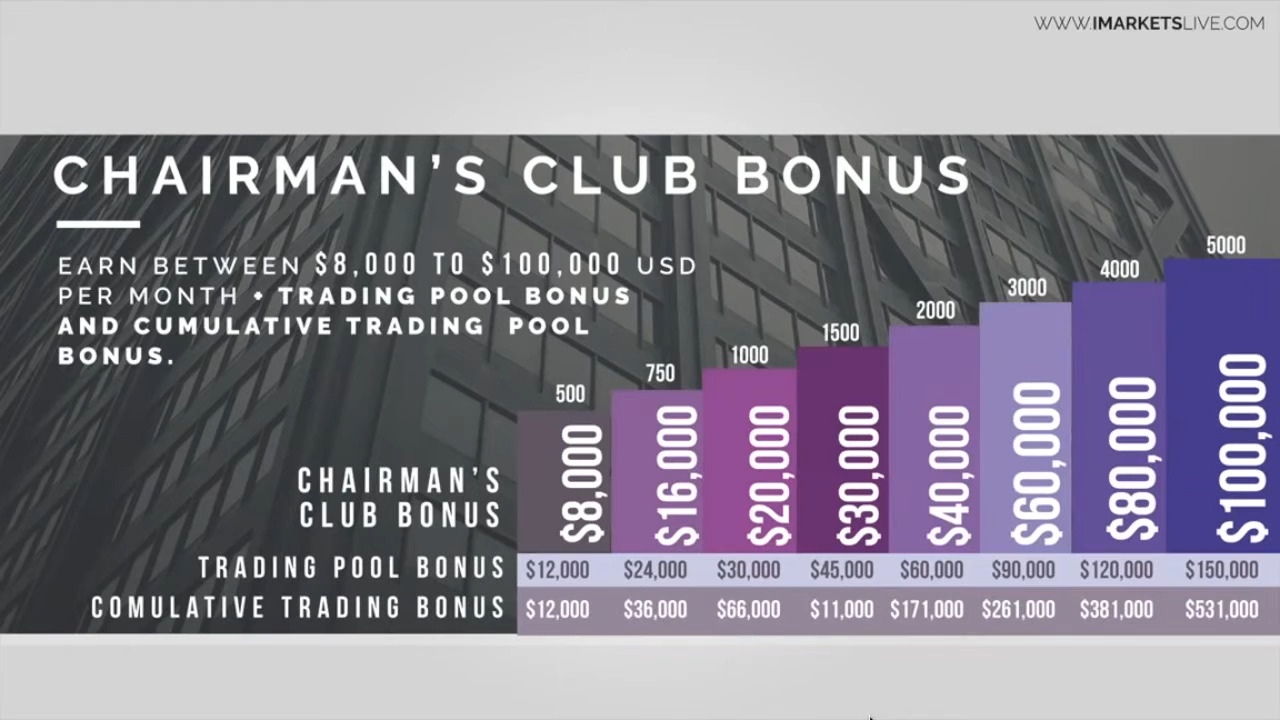 WWW.IMARKETSLIVE.COM
CHAIRMAN'S CLUB BONUS
EARN BETWEEN $8,000 TO $100,000 USD
PER MONTH + TRADING POOL BONUS
AND CUMULATIVE TRADING POOL
BONUS.
500 750 1000 1500 2000 3000 4000 5000
CHAIRMAN'S
CLUB BONUS
$8,000 $16,000 $20,000 $30,000 $40,000 $60,000 $80,000 $100,000
TRADING POOL BONUS $12,000 $24,000 $30,000 $45,000 $60,000 $90,000 $120,000 $150,000
COMULATIVE TRADING BONUS $12,000 $36,000 $66,000 $11,000 $171,000 $261,000 $381,000 $531,000